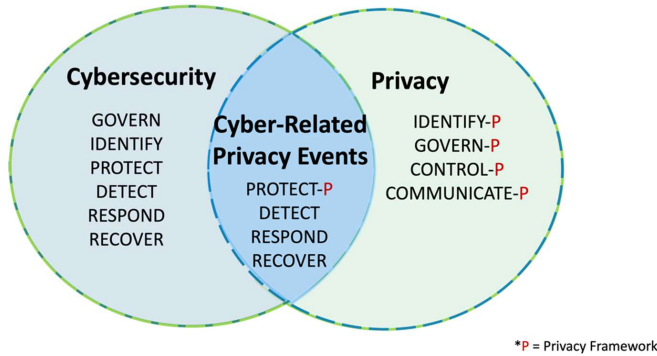 Cybersecurity
GOVERN
IDENTIFY
PROTECT
DETECT
RESPOND
RECOVER
Cyber-Related
Privacy Events
PROTECT-P
DETECT
RESPOND
RECOVER
Privacy
IDENTIFY-P
GOVERN-P
CONTROL-P
COMMUNICATE-P
*P = Privacy Framework